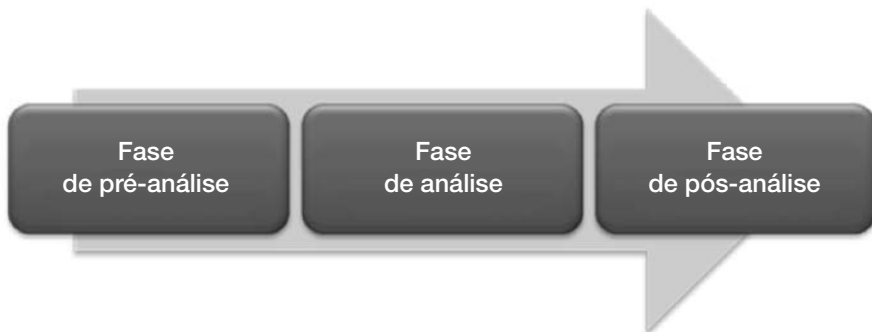 Fase
de pré-análise
Fase
de análise
Fase
de pós-análise